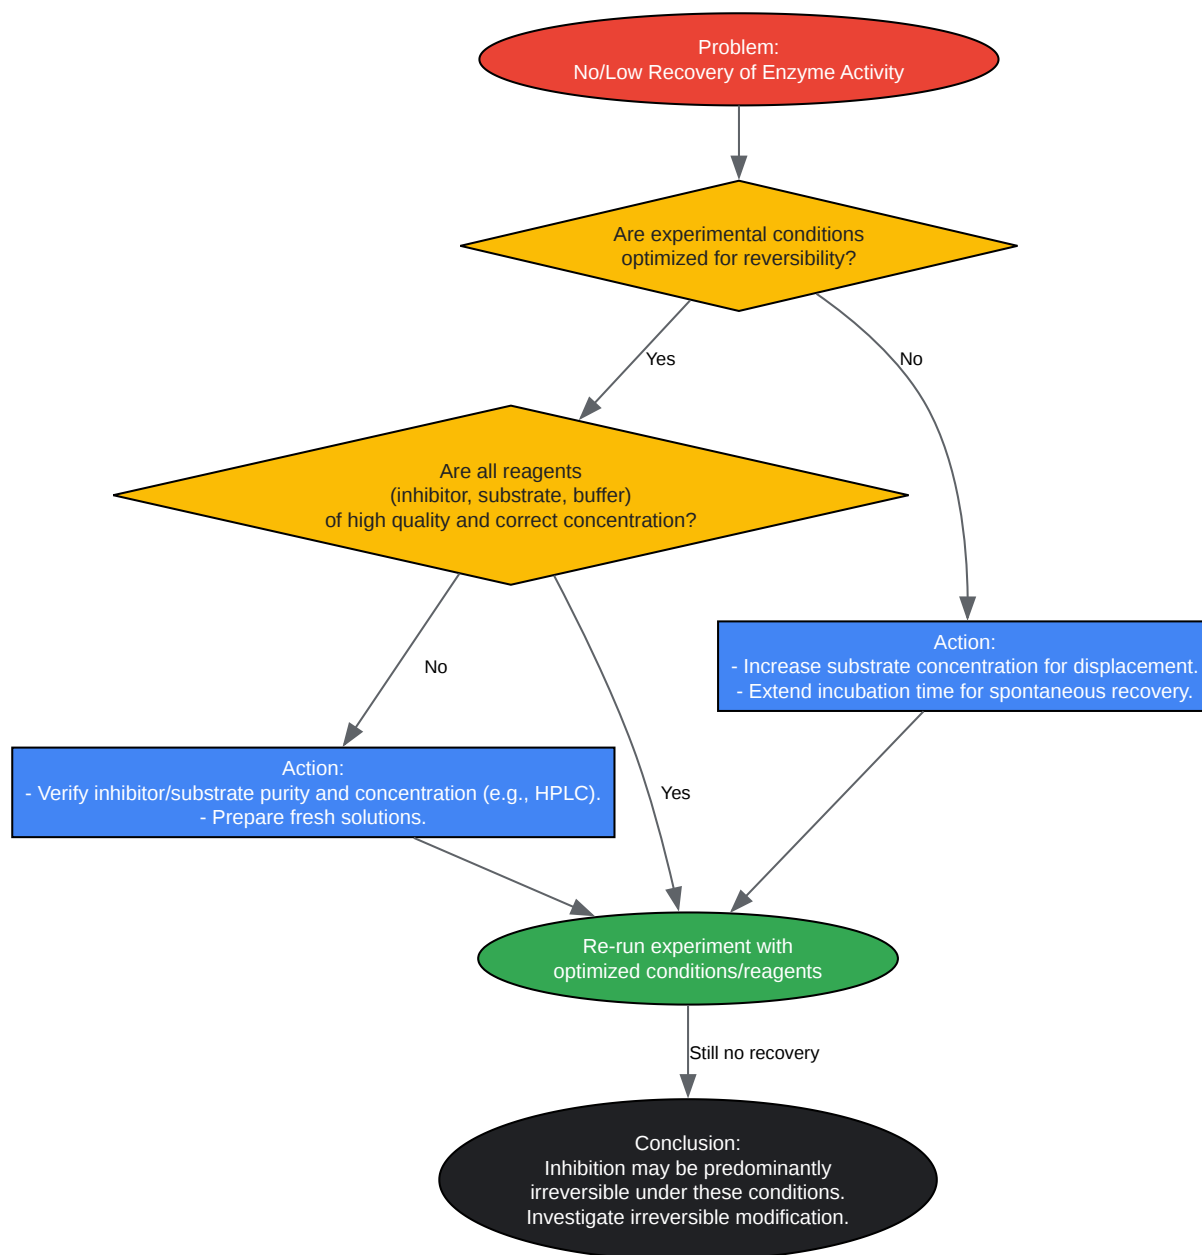 Problem:
No/Low Recovery of Enzyme Activity
Are experimental conditions
optimized for reversibility?
Yes
No
Are all reagents
(inhibitor, substrate, buffer)
of high quality and correct concentration?
No
Action:
- Increase substrate concentration for displacement.
- Extend incubation time for spontaneous recovery.
Action:
- Verify inhibitor/substrate purity and concentration (e.g., HPLC).
- Prepare fresh solutions.
Yes
Re-run experiment with
optimized conditions/reagents
Still no recovery
Conclusion:
Inhibition may be predominantly
irreversible under these conditions.
Investigate irreversible modification.